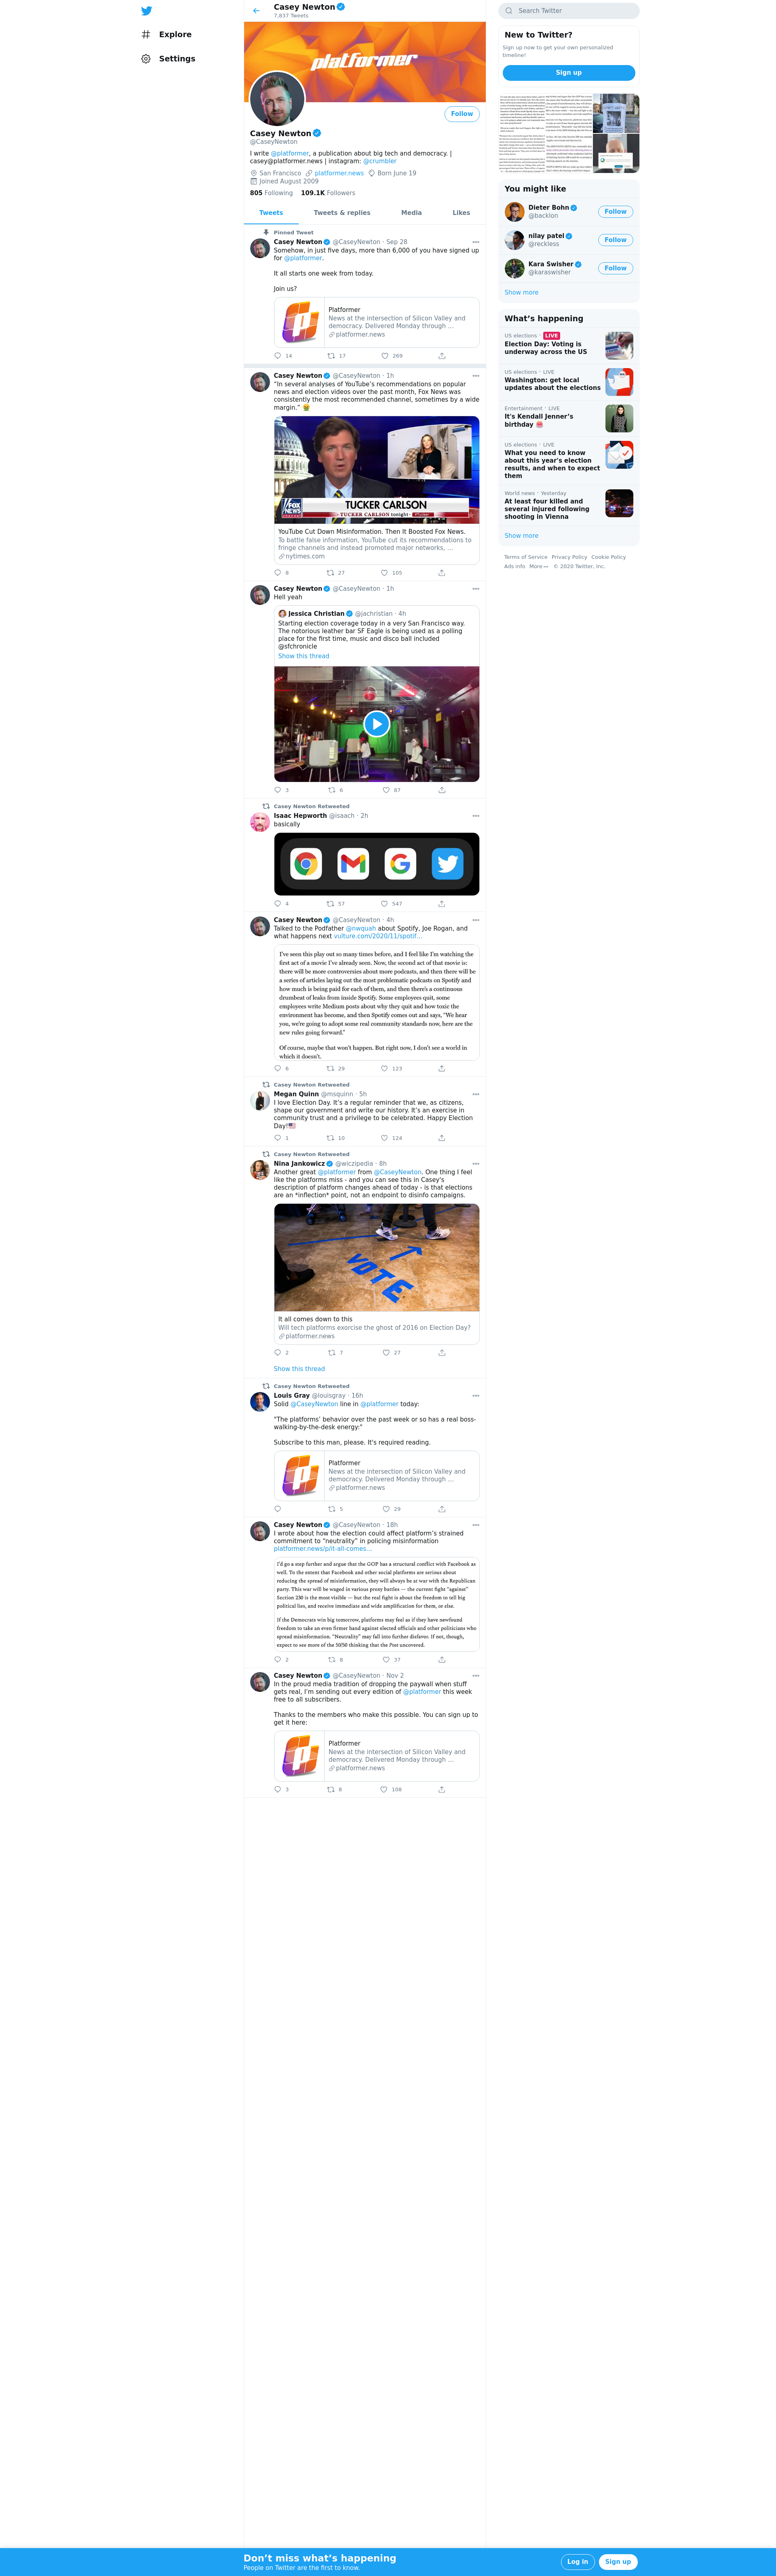 Casey Newton
7,837 Tweets
Explore
Settings
platformer
Follow
Casey Newton
@CaseyNewton
I write @platformer, a publication about big tech and democracy. |
casey@platformer.news | instagram: @crumbler
San Francisco platformer.news Born June 19
Joined August 2009
805 Following 109.1K Followers
Tweets Tweets & replies Media Likes
Pinned Tweet
Casey Newton @CaseyNewton · Sep 28
Somehow, in just five days, more than 6,000 of you have signed up
for @platformer.
It all starts one week from today.
Join us?
Platformer
News at the intersection of Silicon Valley and
democracy. Delivered Monday through ...
platformer.news
14 17 269
Casey Newton @CaseyNewton · 1h
"In several analyses of YouTube's recommendations on popular
news and election videos over the past month, Fox News was
consistently the most recommended channel, sometimes by a wide
margin."
FOX NEWS
TUCKER CARLSON
TUCKER CARLSON tonight
YouTube Cut Down Misinformation. Then It Boosted Fox News.
To battle false information, YouTube cut its recommendations to
fringe channels and instead promoted major networks, ...
nytimes.com
8 27 105
Casey Newton @CaseyNewton · 1h
Hell yeah
Jessica Christian @jachristian · 4h
Starting election coverage today in a very San Francisco way.
The notorious leather bar SF Eagle is being used as a polling
place for the first time, music and disco ball included
@sfchronicle
Show this thread
3 6 87
Casey Newton Retweeted
Isaac Hepworth @isaach · 2h
basically
4 57 547
Casey Newton @CaseyNewton · 4h
Talked to the Podfather @nwquah about Spotify, Joe Rogan, and
what happens next vulture.com/2020/11/spotif...
I've seen this play out so many times before, and I feel like I'm watching the
first act of a movie I've already seen. Now, the second act of that movie is:
there will be more controversies about more podcasts, and then there will be
a series of articles laying out the most problematic podcasts on Spotify and
how much is being paid for each of them, and then there's a continuous
drumbeat of leaks from inside Spotify. Some employees quit, some
employees write Medium posts about why they quit and how toxic the
environment has become, and then Spotify comes out and says, "We hear
you, we're going to adopt some real community standards now, here are the
new rules going forward."
Of course, maybe that won't happen. But right now, I don't see a world in
which it doesn't.
6 29 123
Casey Newton Retweeted
Megan Quinn @msquinn · 5h
I love Election Day. It's a regular reminder that we, as citizens,
shape our government and write our history. It's an exercise in
community trust and a privilege to be celebrated. Happy Election
Day!
1 10 124
Casey Newton Retweeted
Nina Jankowicz @wiczipedia · 8h
Another great @platformer from @CaseyNewton. One thing I feel
like the platforms miss - and you can see this in Casey's
description of platform changes ahead of today - is that elections
are an *inflection* point, not an endpoint to disinfo campaigns.
VOTE
It all comes down to this
Will tech platforms exorcise the ghost of 2016 on Election Day?
platformer.news
2 7 27
Show this thread
Casey Newton Retweeted
Louis Gray @louisgray · 16h
Solid @CaseyNewton line in @platformer today:
"The platforms' behavior over the past week or so has a real boss-
walking-by-the-desk energy:"
Subscribe to this man, please. It's required reading.
Platformer
News at the intersection of Silicon Valley and
democracy. Delivered Monday through ...
platformer.news
5 29
Casey Newton @CaseyNewton · 18h
I wrote about how the election could affect platform's strained
commitment to "neutrality" in policing misinformation
platformer.news/p/it-all-comes...
I'd go a step further and argue that the GOP has a structural conflict with Facebook as
well. To the extent that Facebook and other social platforms are serious about
reducing the spread of misinformation, they will always be at war with the Republican
party. This war will be waged in various proxy battles — the current fight "against"
Section 230 is the most visible — but the real fight is about the freedom to tell big
political lies, and receive immediate and wide amplification for them, or else.
If the Democrats win big tomorrow, platforms may feel as if they have newfound
freedom to take an even firmer hand against elected officials and other politicians who
spread misinformation. "Neutrality" may fall into further disfavor. If not, though,
expect to see more of the 50/50 thinking that the Post uncovered.
2 8 37
Casey Newton @CaseyNewton · Nov 2
In the proud media tradition of dropping the paywall when stuff
gets real, I'm sending out every edition of @platformer this week
free to all subscribers.
Thanks to the members who make this possible. You can sign up to
get it here:
Platformer
News at the intersection of Silicon Valley and
democracy. Delivered Monday through ...
platformer.news
3 8 108
Search Twitter
New to Twitter?
Sign up now to get your own personalized
timeline!
Sign up
You might like
Dieter Bohn
@backlon
Follow
nilay patel
@reckless
Follow
Kara Swisher
@karaswisher
Follow
Show more
What's happening
US elections · LIVE
Election Day: Voting is
underway across the US
US elections · LIVE
Washington: get local
updates about the elections
Entertainment · LIVE
It's Kendall Jenner's
birthday
US elections · LIVE
What you need to know
about this year's election
results, and when to expect
them
World news · Yesterday
At least four killed and
several injured following
shooting in Vienna
Show more
Terms of Service Privacy Policy Cookie Policy
Ads info More © 2020 Twitter, Inc.
Don't miss what's happening
People on Twitter are the first to know.
Log in Sign up